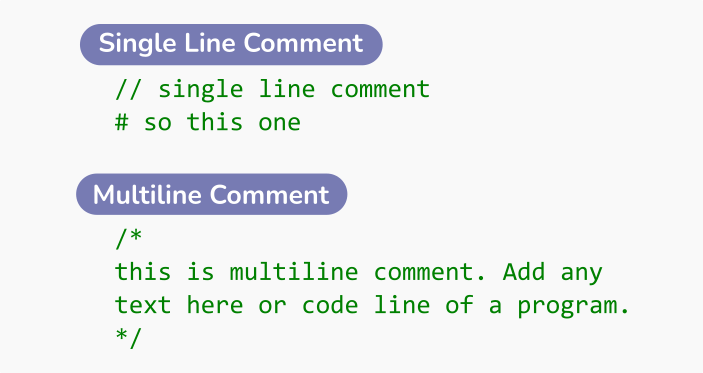 Single Line Comment
// single line comment
# so this one
Multiline Comment
/*
this is multiline comment. Add any
text here or code line of a program.
*/